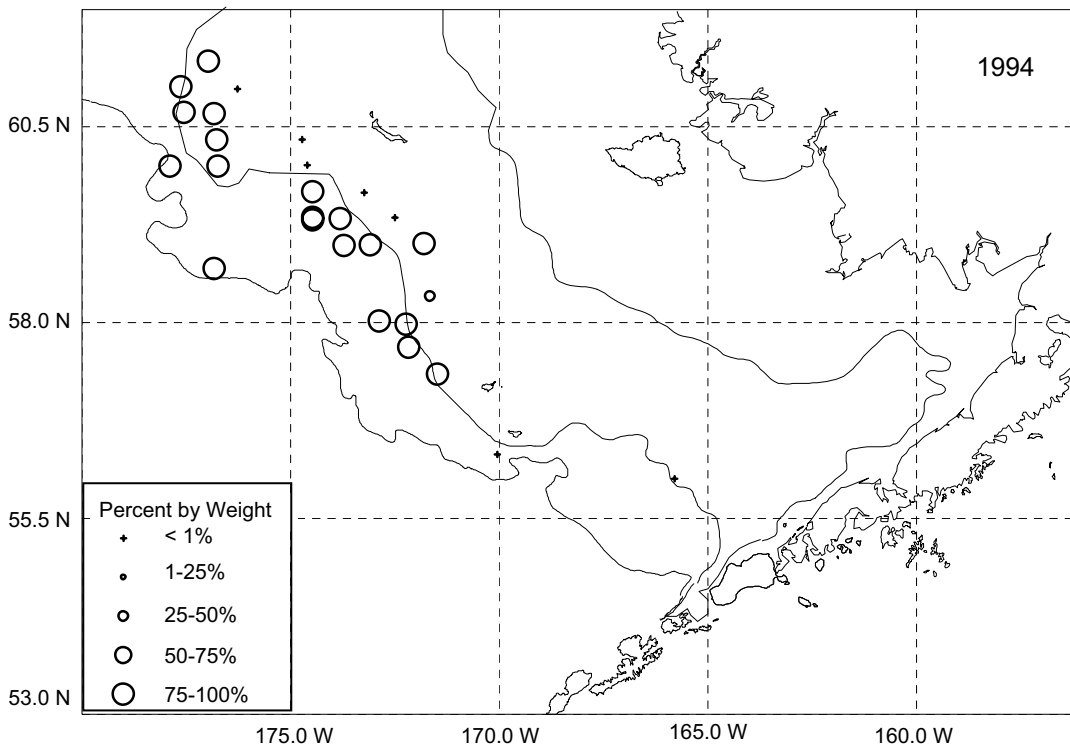 1994
60.5 N
58.0 N
55.5 N
53.0 N
Percent by Weight
< 1%
1-25%
25-50%
50-75%
75-100%
175.0 W
170.0 W
165.0 W
160.0 W